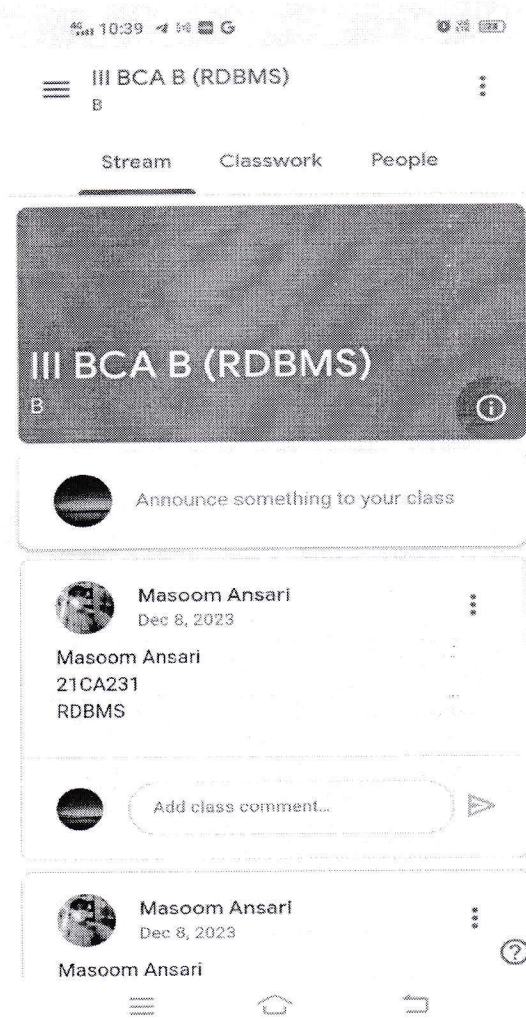 10:39
III BCA B (RDBMS)
B
Stream Classwork People
III BCA B (RDBMS)
B
Announce something to your class
Masoom Ansari
Dec 8, 2023
Masoom Ansari
21CA231
RDBMS
Add class comment...
Masoom Ansari
Dec 8, 2023
Masoom Ansari